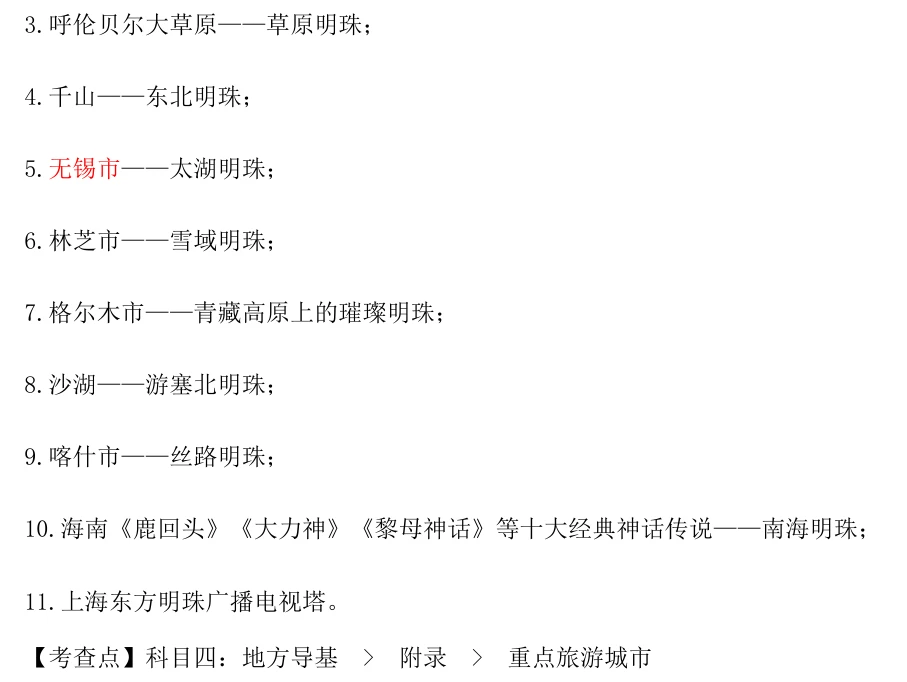 3.呼伦贝尔大草原——草原明珠；
4.千山——东北明珠；
5.无锡市——太湖明珠；
6.林芝市——雪域明珠；
7.格尔木市——青藏高原上的璀璨明珠；
8.沙湖——游塞北明珠；
9.喀什市——丝路明珠；
10.海南《鹿回头》《大力神》《黎母神话》等十大经典神话传说——南海明珠；
11.上海东方明珠广播电视塔。
【考查点】科目四：地方导基 > 附录 > 重点旅游城市